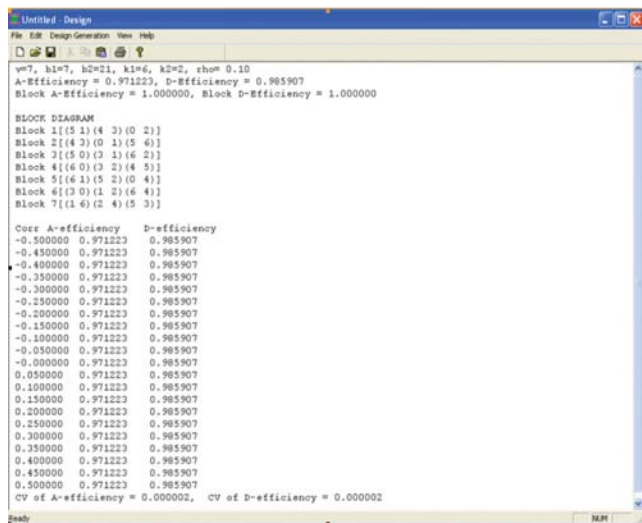 Untitled - Design
File Edit Design Generation View Help
v=7, b1=7, b2=21, k1=6, k2=2, rho= 0.10
A-Efficiency = 0.971223, D-Efficiency = 0.985907
Block A-Efficiency = 1.000000, Block D-Efficiency = 1.000000
BLOCK DIAGRAM
Block 1[(5 1)(4 3)(0 2)]
Block 2[(4 3)(0 1)(5 6)]
Block 3[(5 0)(3 1)(6 2)]
Block 4[(6 0)(3 2)(4 5)]
Block 5[(6 1)(5 2)(0 4)]
Block 6[(3 0)(1 2)(6 4)]
Block 7[(1 6)(2 4)(5 3)]
Corr A-efficiency D-efficiency
-0.500000 0.971223 0.985907
-0.450000 0.971223 0.985907
-0.400000 0.971223 0.985907
-0.350000 0.971223 0.985907
-0.300000 0.971223 0.985907
-0.250000 0.971223 0.985907
-0.200000 0.971223 0.985907
-0.150000 0.971223 0.985907
-0.100000 0.971223 0.985907
-0.050000 0.971223 0.985907
-0.000000 0.971223 0.985907
0.050000 0.971223 0.985907
0.100000 0.971223 0.985907
0.150000 0.971223 0.985907
0.200000 0.971223 0.985907
0.250000 0.971223 0.985907
0.300000 0.971223 0.985907
0.350000 0.971223 0.985907
0.400000 0.971223 0.985907
0.450000 0.971223 0.985907
0.500000 0.971223 0.985907
CV of A-efficiency = 0.000002, CV of D-efficiency = 0.000002
Ready NUM